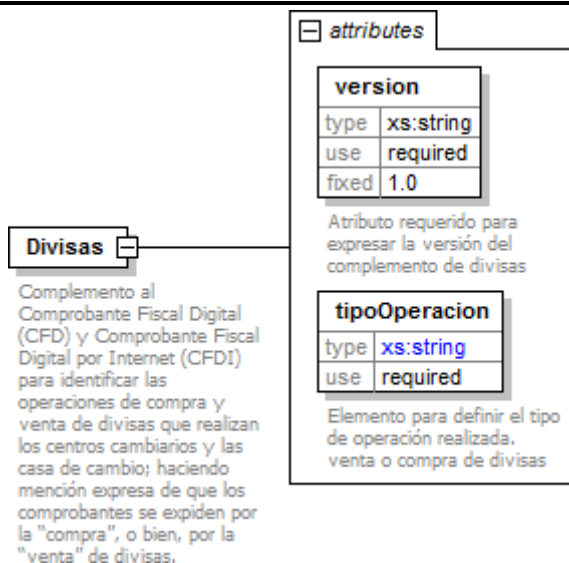 attributes
version
type xs:string
use required
fixed 1.0
Atributo requerido para
expresar la versión del
complemento de divisas
Divisas
Complemento al
Comprobante Fiscal Digital
(CFD) y Comprobante Fiscal
Digital por Internet (CFDI)
para identificar las
operaciones de compra y
venta de divisas que realizan
los centros cambiarios y las
casa de cambio; haciendo
mención expresa de que los
comprobantes se expiden por
la “compra”, o bien, por la
“venta” de divisas.
tipoOperacion
type xs:string
use required
Elemento para definir el tipo
de operación realizada.
venta o compra de divisas